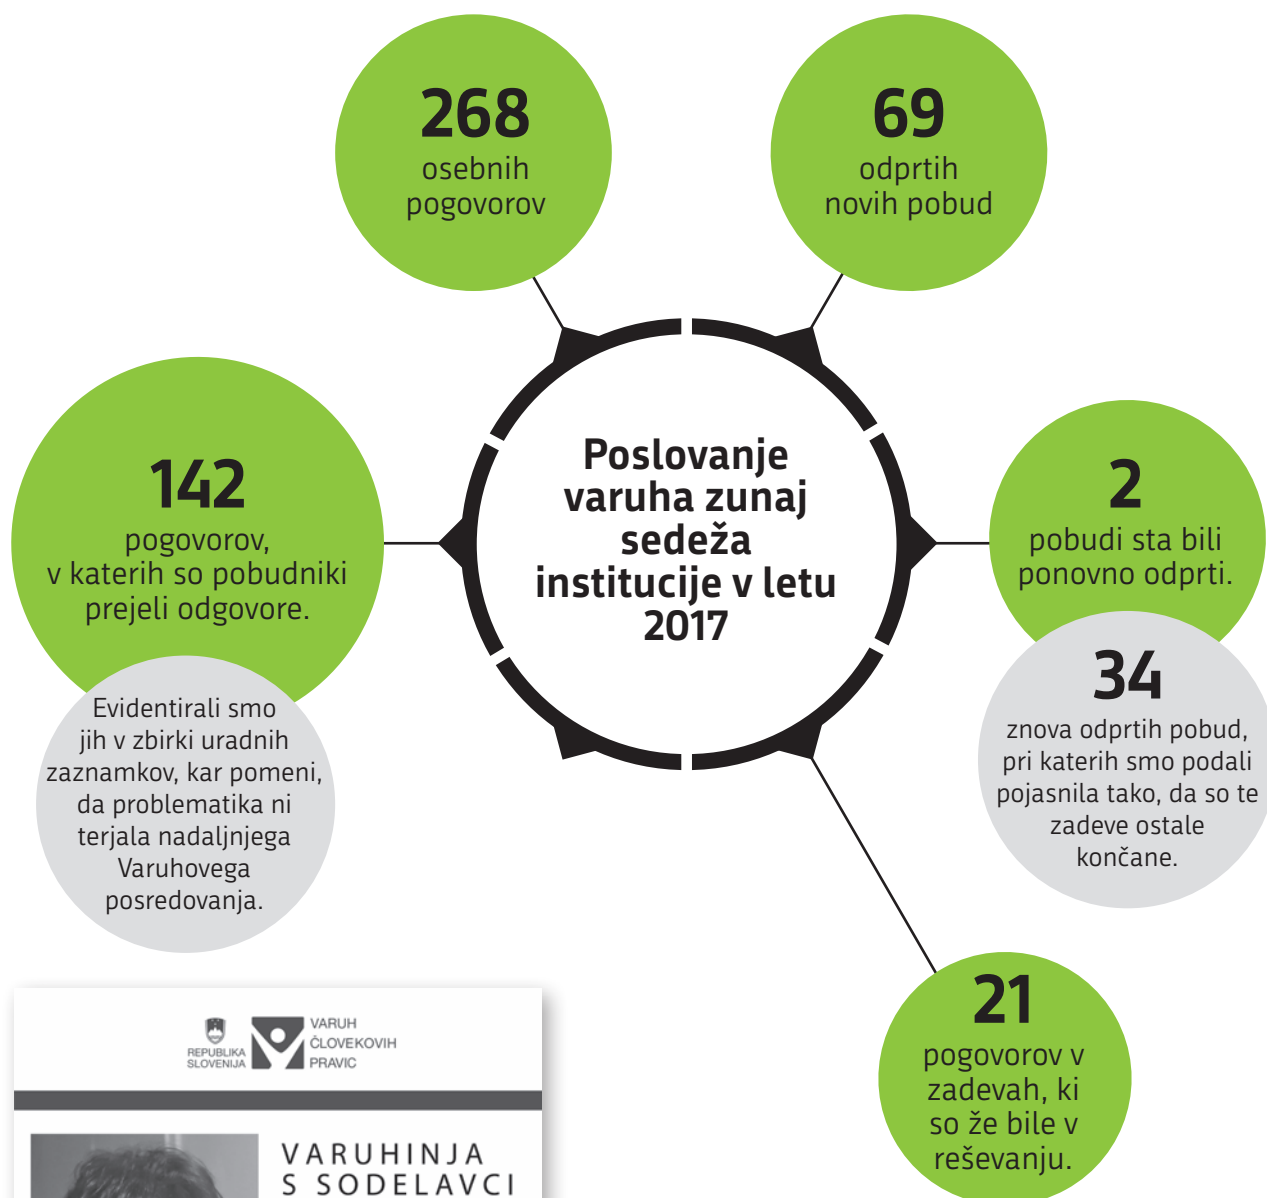 268
osebnih
pogovorov
69
odprtih
novih pobud
142
pogovorov,
v katerih so pobudniki
prejeli odgovore.
Evidentirali smo
jih v zbirki uradnih
zaznamkov, kar pomeni,
da problematika ni
terjala nadaljnjega
Varuhovega
posredovanja.
Poslovanje
varuha zunaj
sedeža
institucije v letu
2017
2
pobudi sta bili
ponovno odprti.
34
znova odprtih pobud,
pri katerih smo podali
pojasnila tako, da so te
zadeve ostale
končane.
21
pogovorov v
zadevah, ki
so že bile v
reševanju.
REPUBLIKA
SLOVENIJA
VARUH
ČLOVEKOVIH
PRAVIC
VARUHINJA
S SODELAVCI